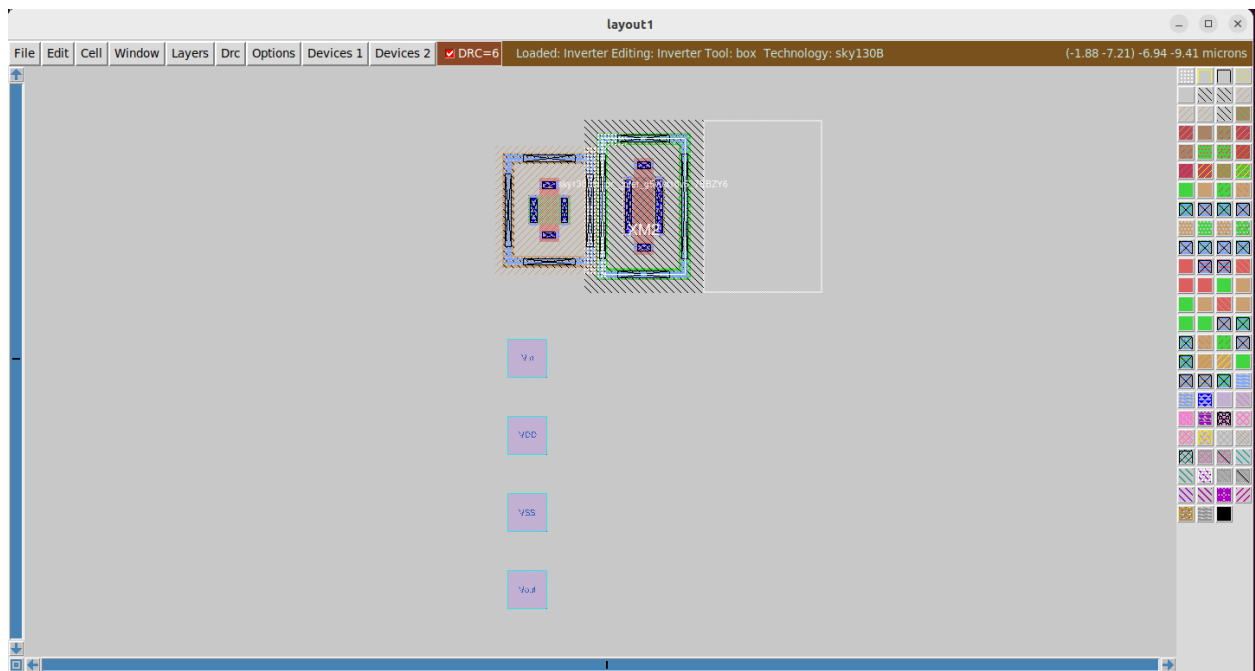 layout1
File Edit Cell Window Layers Drc Options Devices 1 Devices 2 DRC=6 Loaded: Inverter Editing: Inverter Tool: box Technology: sky130B (-1.88 -7.21) -6.94 -9.41 microns
XM2
Vin
VDD
VSS
Vout